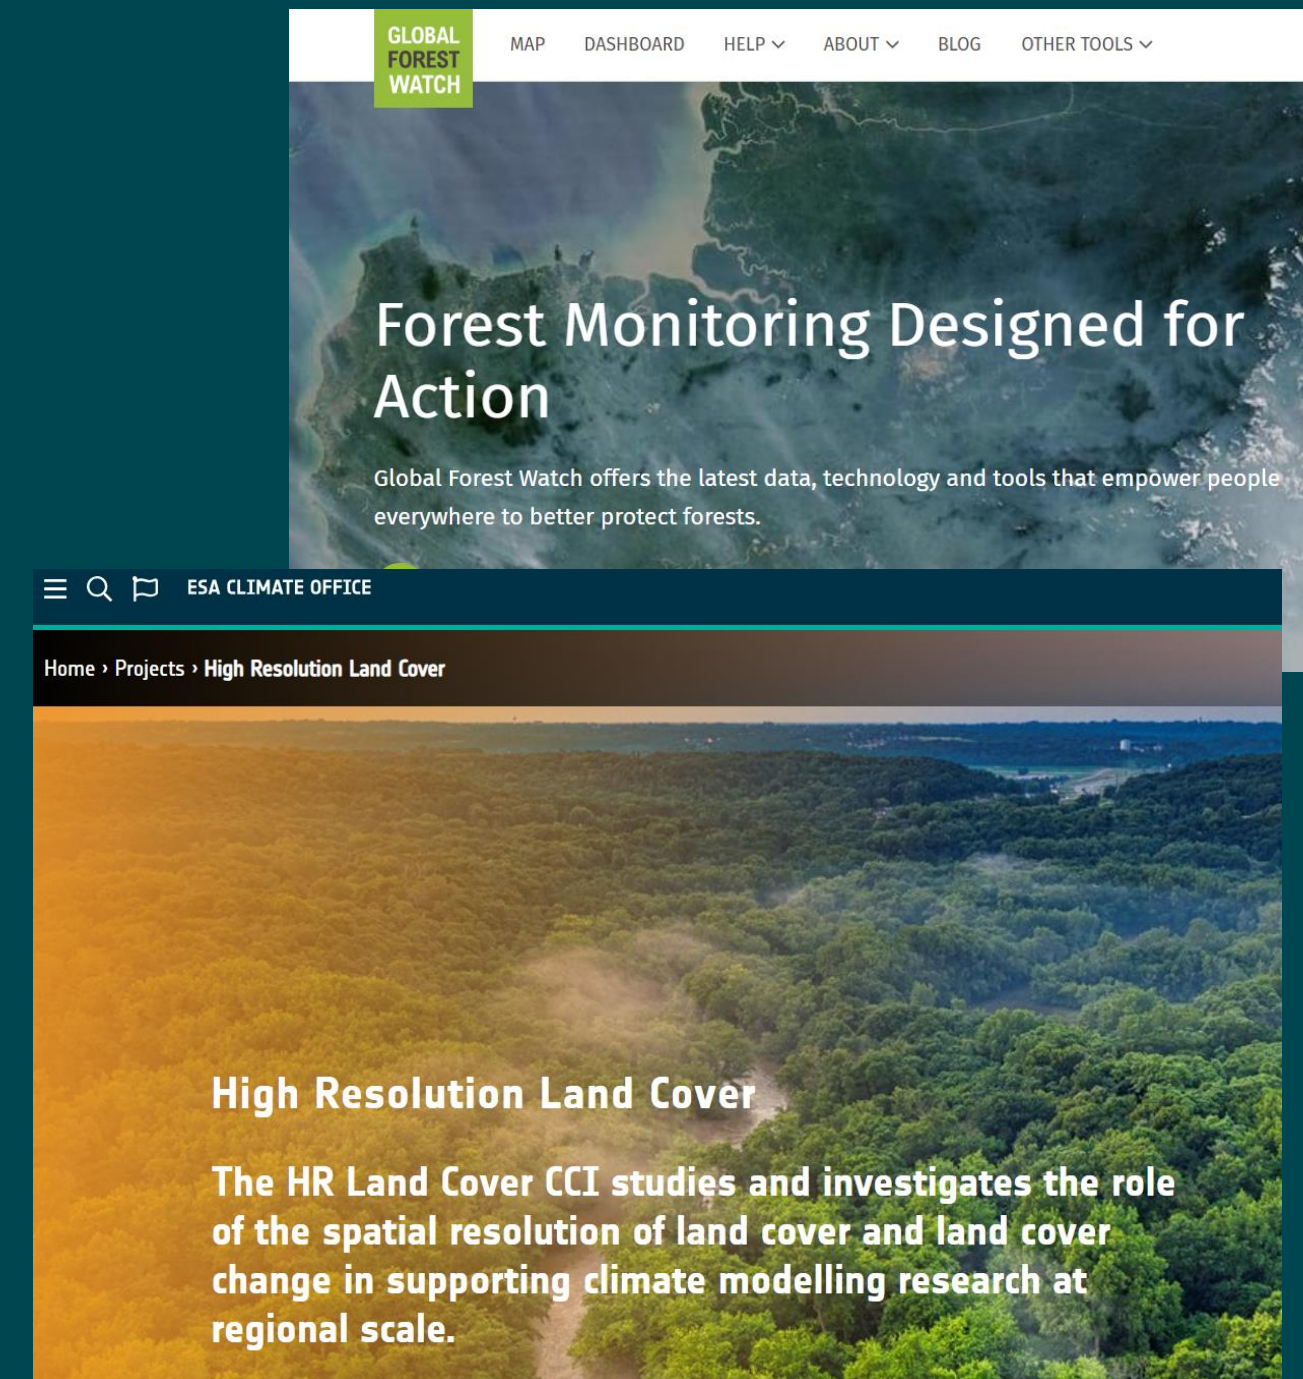 GLOBAL
FOREST
WATCH
MAP DASHBOARD HELP ABOUT BLOG OTHER TOOLS
Forest Monitoring Designed for
Action
Global Forest Watch offers the latest data, technology and tools that empower people
everywhere to better protect forests.
ESA CLIMATE OFFICE
Home › Projects › High Resolution Land Cover
High Resolution Land Cover
The HR Land Cover CCI studies and investigates the role
of the spatial resolution of land cover and land cover
change in supporting climate modelling research at
regional scale.